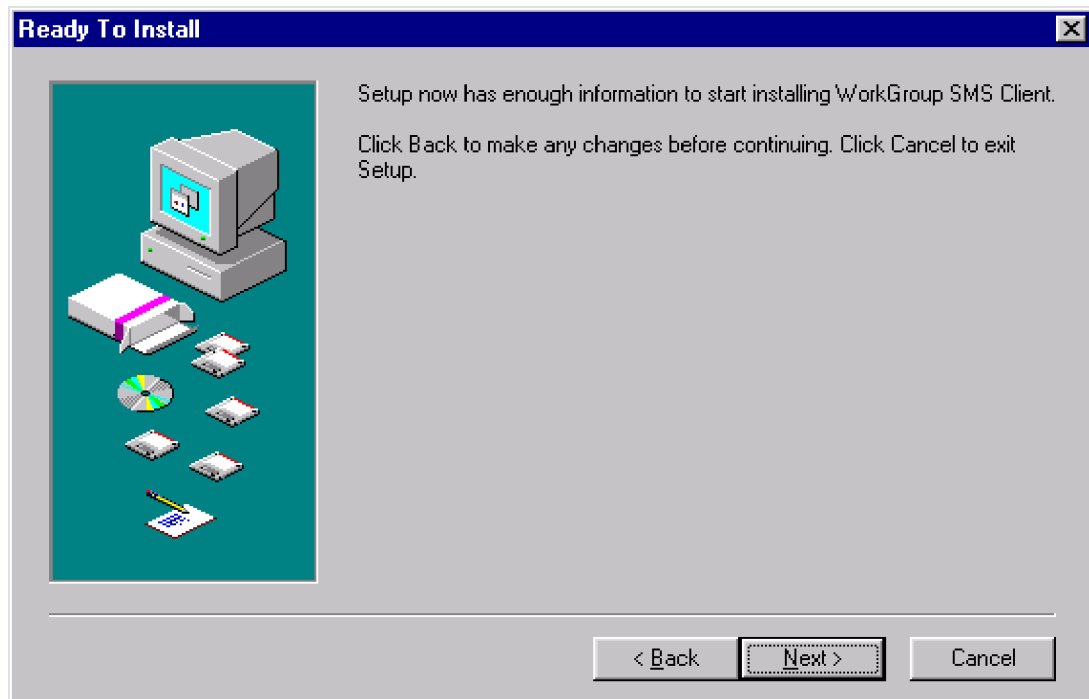 Ready To Install
Setup now has enough information to start installing WorkGroup SMS Client.
Click Back to make any changes before continuing. Click Cancel to exit
Setup.
< Back
Next >
Cancel